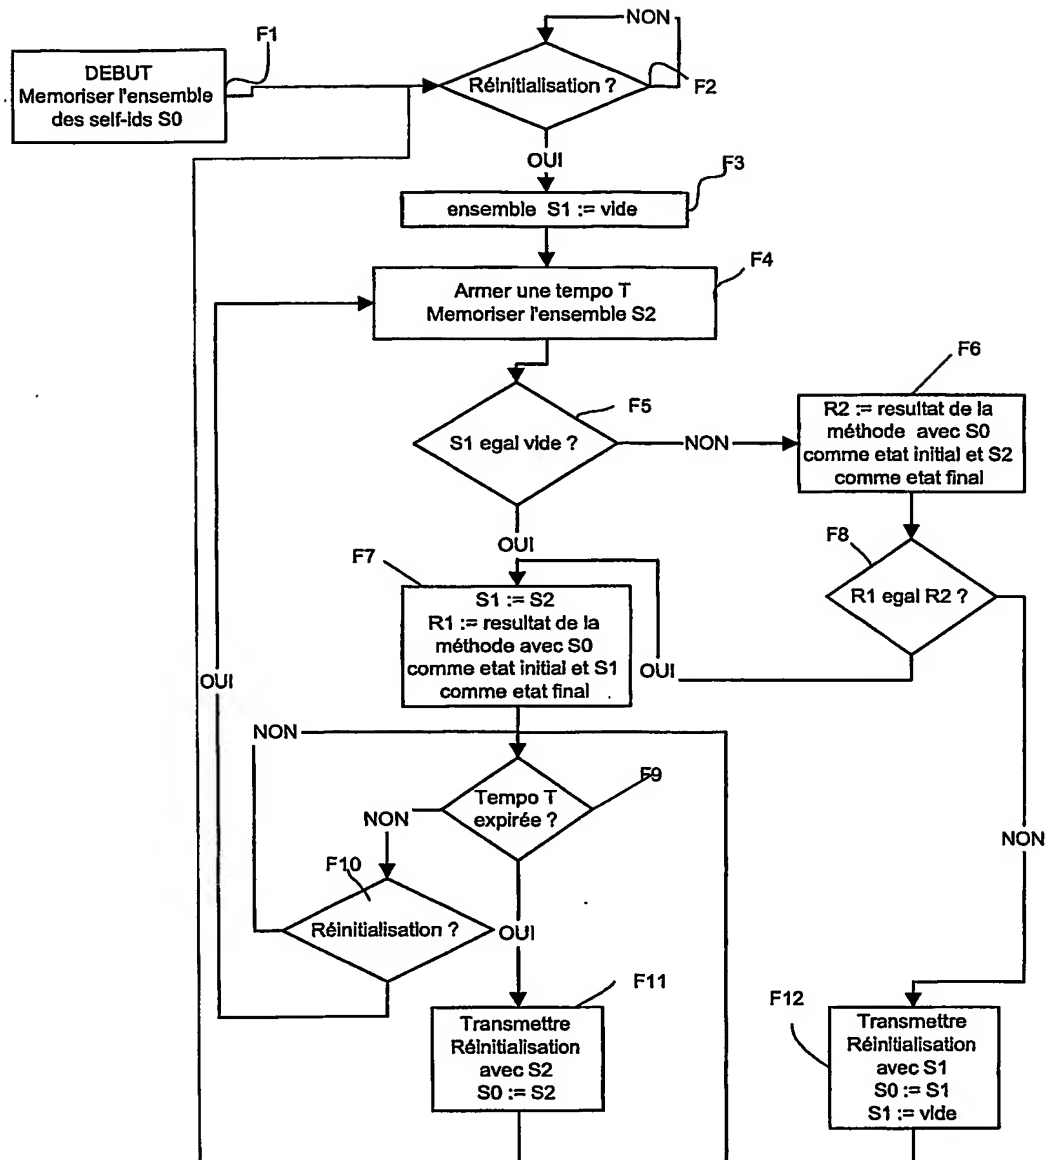 NON
F1
DEBUT
Memoriser l'ensemble
des self-ids S0
Réinitialisation ?
F2
OUI
F3
ensemble S1 := vide
F4
Armer une tempo T
Memoriser l'ensemble S2
F6
F5
R2 := resultat de la
méthode avec S0
comme etat initial et S2
comme etat final
S1 egal vide ?
NON
OUI
F8
F7
R1 egal R2 ?
S1 := S2
R1 := resultat de la
méthode avec S0
comme etat initial et S1
comme etat final
OUI
OUI
NON
F9
Tempo T
expirée ?
NON
NON
F10
Réinitialisation ?
OUI
F11
F12
Transmettre
Réinitialisation
avec S2
S0 := S2
Transmettre
Réinitialisation
avec S1
S0 := S1
S1 := vide